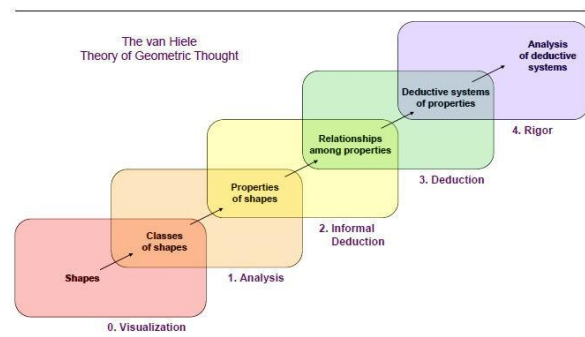 The van Hiele
Theory of Geometric Thought
Analysis
of deductive
systems
Deductive systems
of properties
4. Rigor
Relationships
among properties
3. Deduction
Properties
of shapes
2. Informal
Deduction
Classes
of shapes
1. Analysis
Shapes
0. Visualization